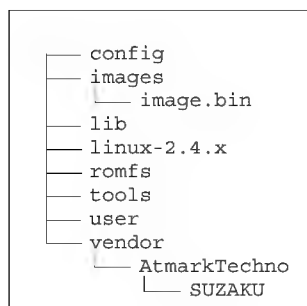 config
images
image.bin
lib
linux-2.4.x
romfs
tools
user
vendor
AtmarkTechno
SUZAKU